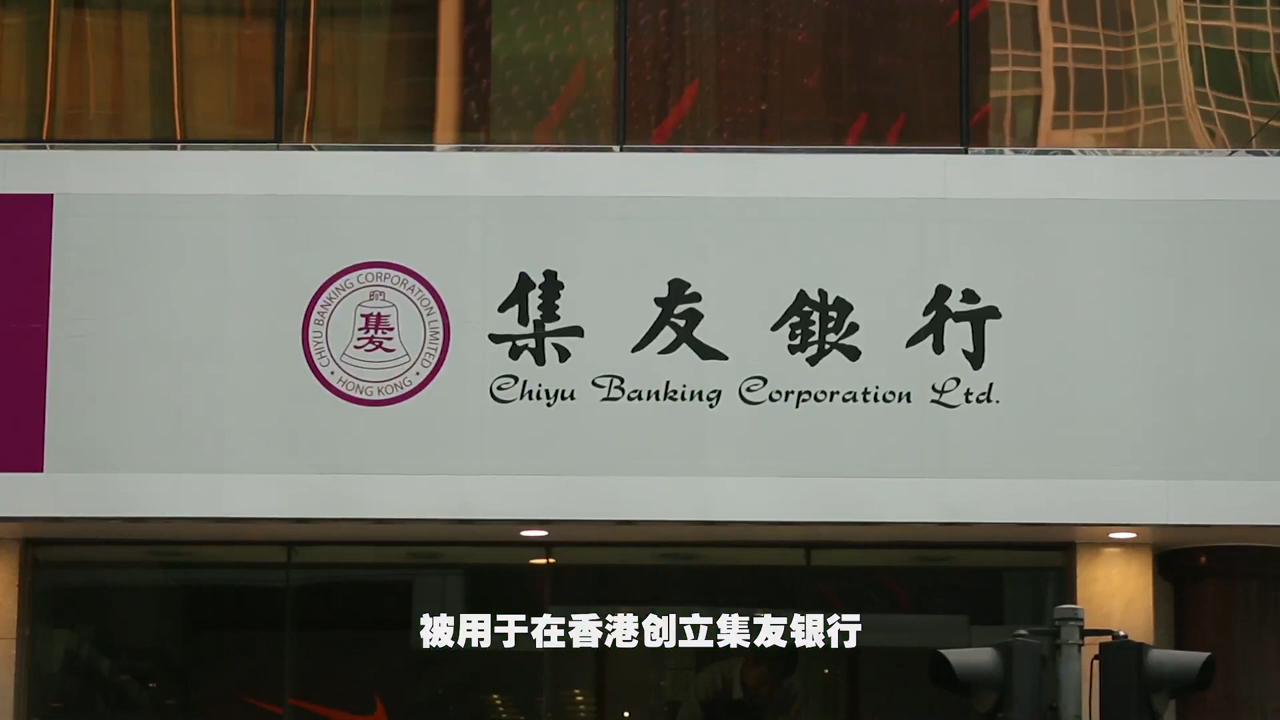 CHIYU BANKING CORPORATION LIMITED
• HONG KONG •
集友
集友銀行
Chiyu Banking Corporation Ltd.
被用于在香港创立集友银行